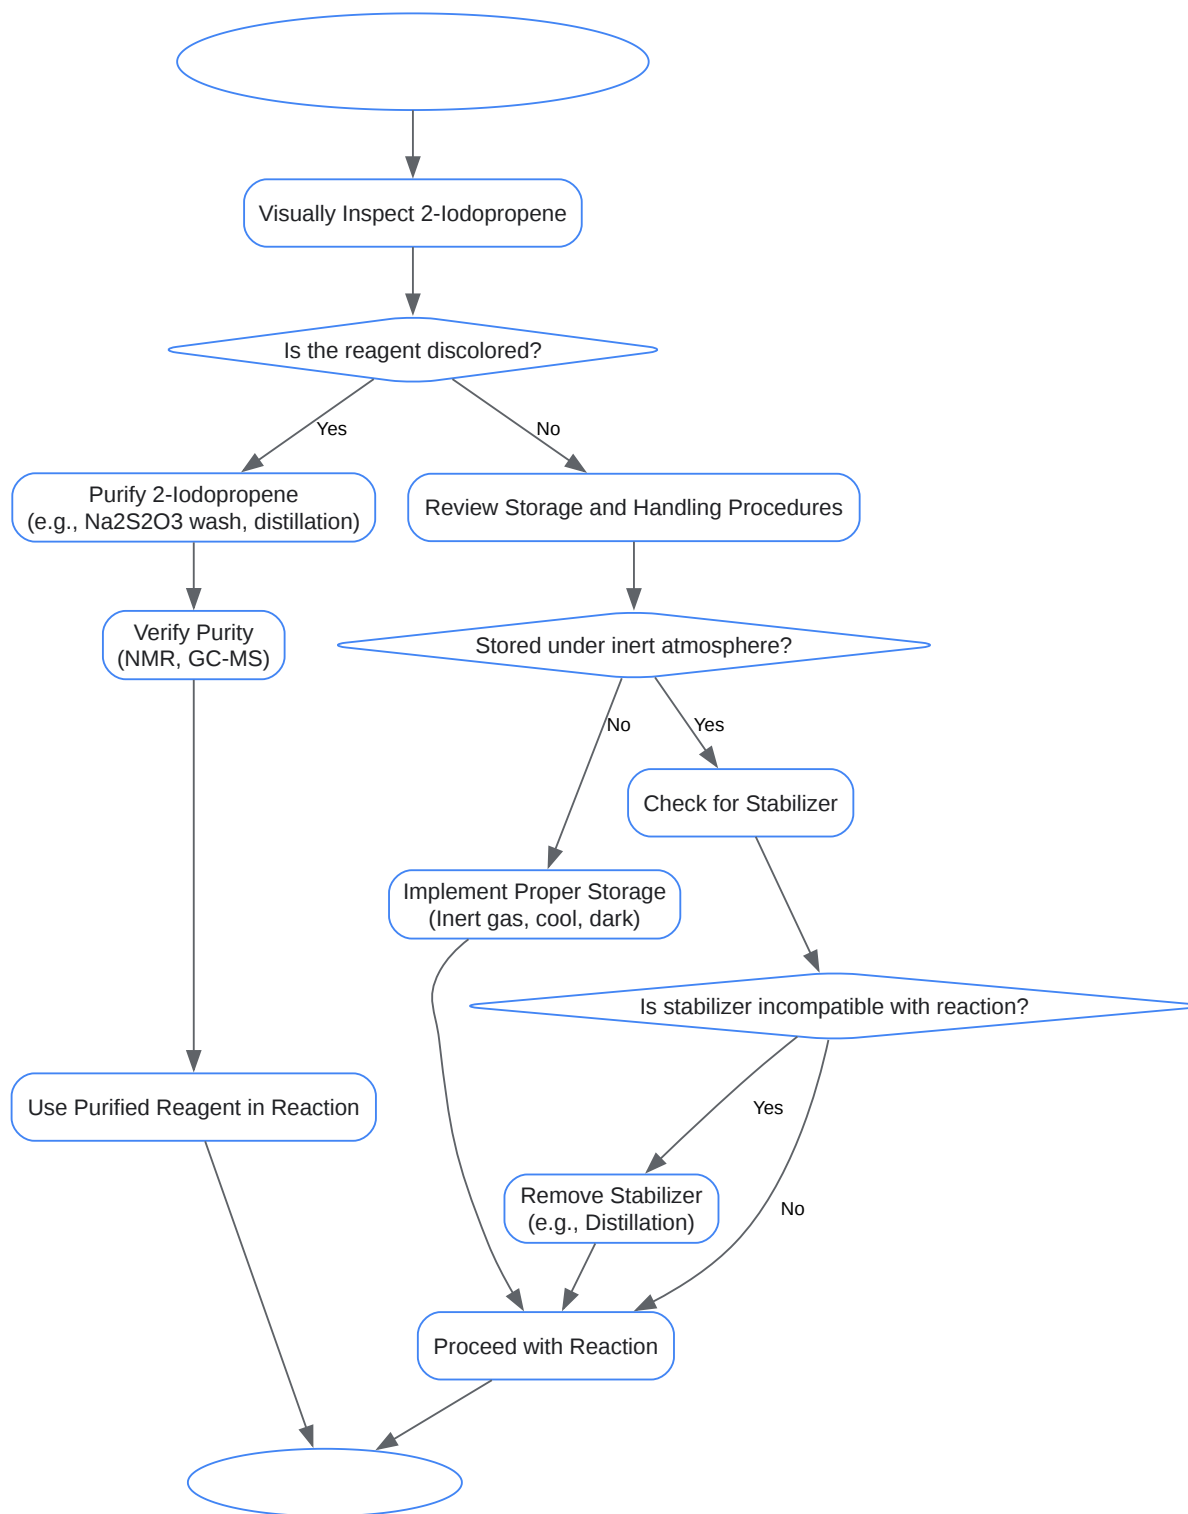 Visually Inspect 2-Iodopropene
Is the reagent discolored?
Yes
No
Purify 2-Iodopropene
(e.g., Na2S2O3 wash, distillation)
Review Storage and Handling Procedures
Verify Purity
(NMR, GC-MS)
Stored under inert atmosphere?
No
Yes
Check for Stabilizer
Implement Proper Storage
(Inert gas, cool, dark)
Is stabilizer incompatible with reaction?
Use Purified Reagent in Reaction
Yes
Remove Stabilizer
(e.g., Distillation)
No
Proceed with Reaction